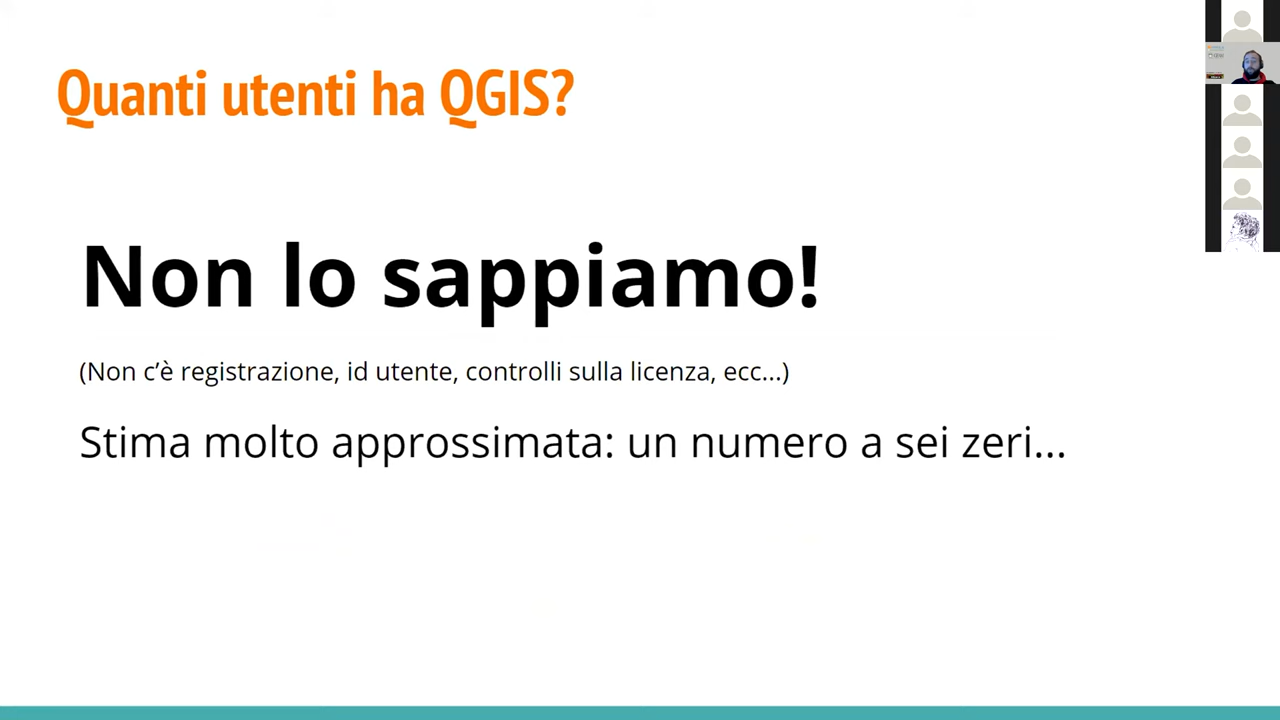 Quanti utenti ha QGIS?
Non lo sappiamo!
(Non c’è registrazione, id utente, controlli sulla licenza, ecc...)
Stima molto approssimata: un numero a sei zeri...